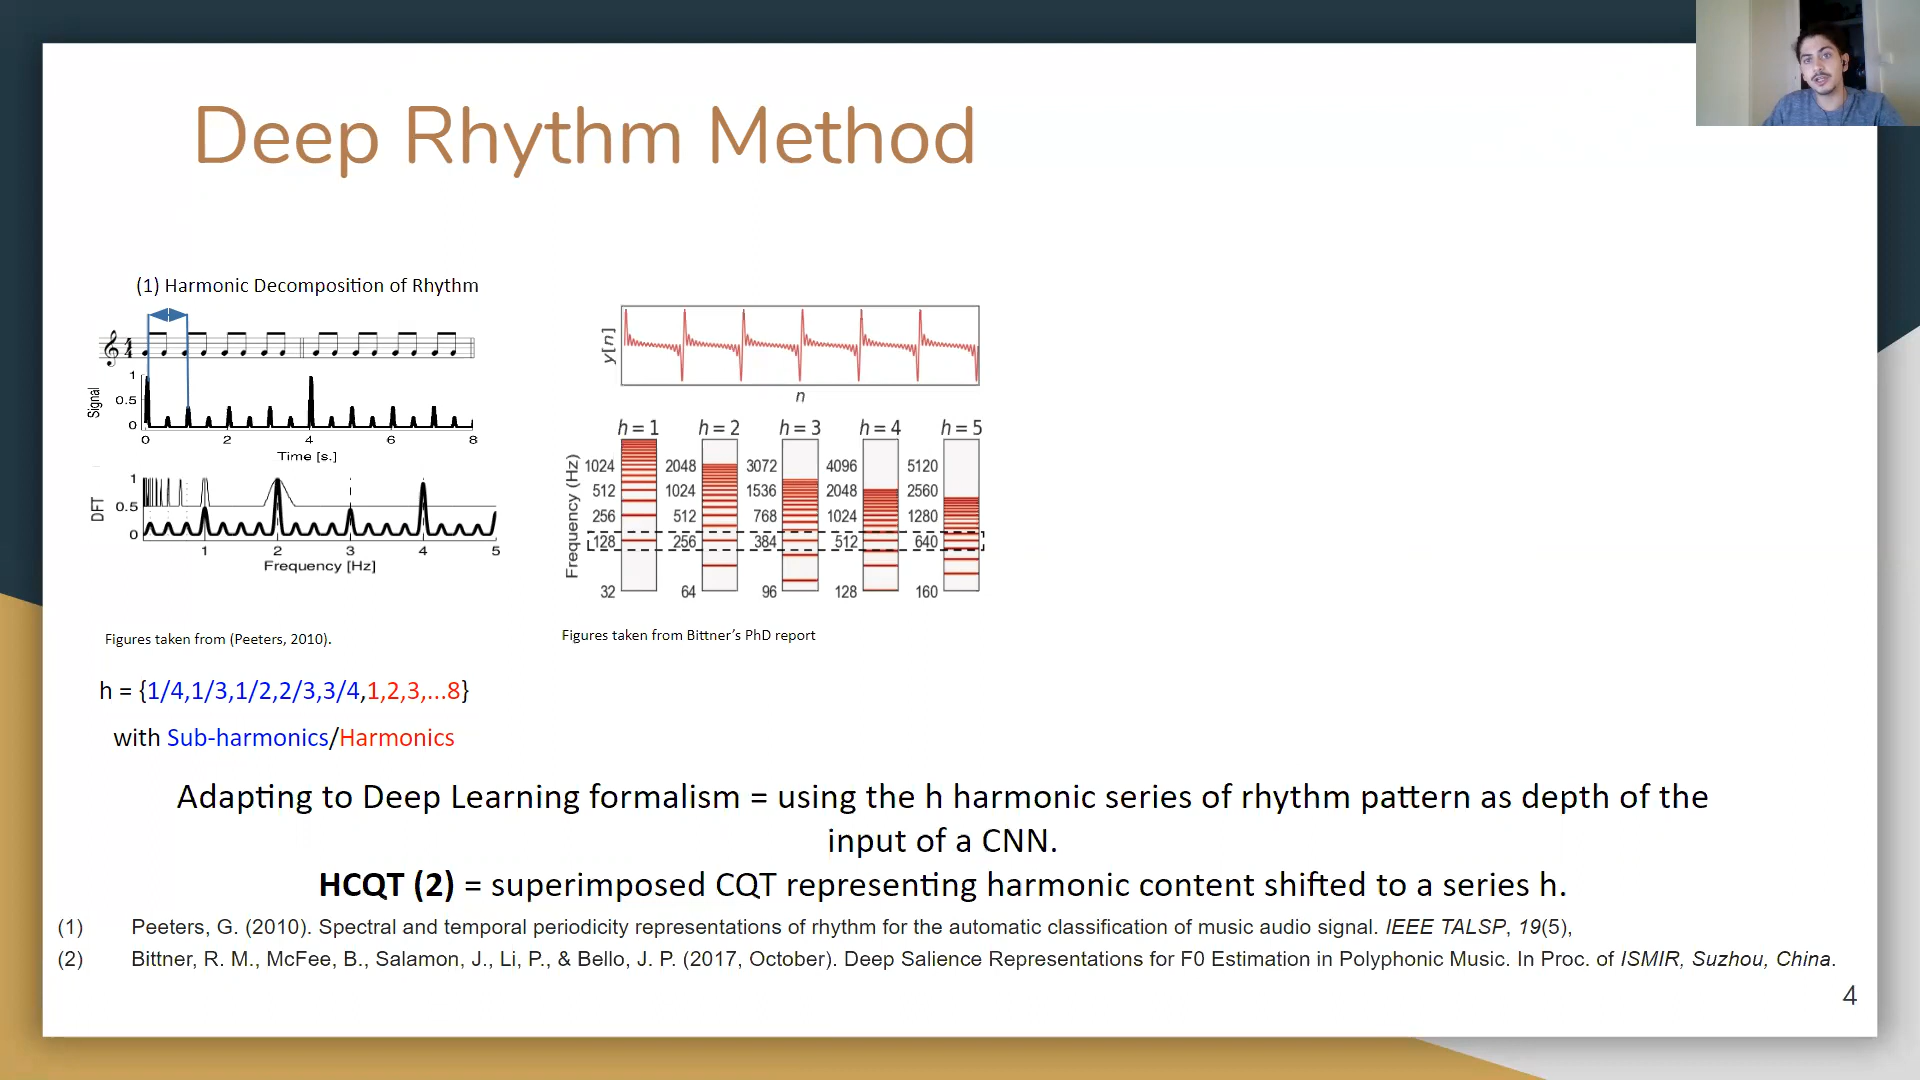 Deep Rhythm Method
(1) Harmonic Decomposition of Rhythm
4
4
Signal
1
0.5
0
0 2 4 6 8
Time [s.]
DFT
1
0.5
0
1 2 3 4 5
Frequency [Hz]
Figures taken from (Peeters, 2010).
y[n]
n
h = 1 h = 2 h = 3 h = 4 h = 5
Frequency (Hz)
1024 2048 3072 4096 5120
512 1024 1536 2048 2560
256 512 768 1024 1280
128 256 384 512 640
32 64 96 128 160
Figures taken from Bittner’s PhD report
h = {1/4,1/3,1/2,2/3,3/4,1,2,3,...8}
with Sub-harmonics/Harmonics
Adapting to Deep Learning formalism = using the h harmonic series of rhythm pattern as depth of the
input of a CNN.
HCQT (2) = superimposed CQT representing harmonic content shifted to a series h.
(1) Peeters, G. (2010). Spectral and temporal periodicity representations of rhythm for the automatic classification of music audio signal. IEEE TALSP, 19(5),
(2) Bittner, R. M., McFee, B., Salamon, J., Li, P., & Bello, J. P. (2017, October). Deep Salience Representations for F0 Estimation in Polyphonic Music. In Proc. of ISMIR, Suzhou, China.
4